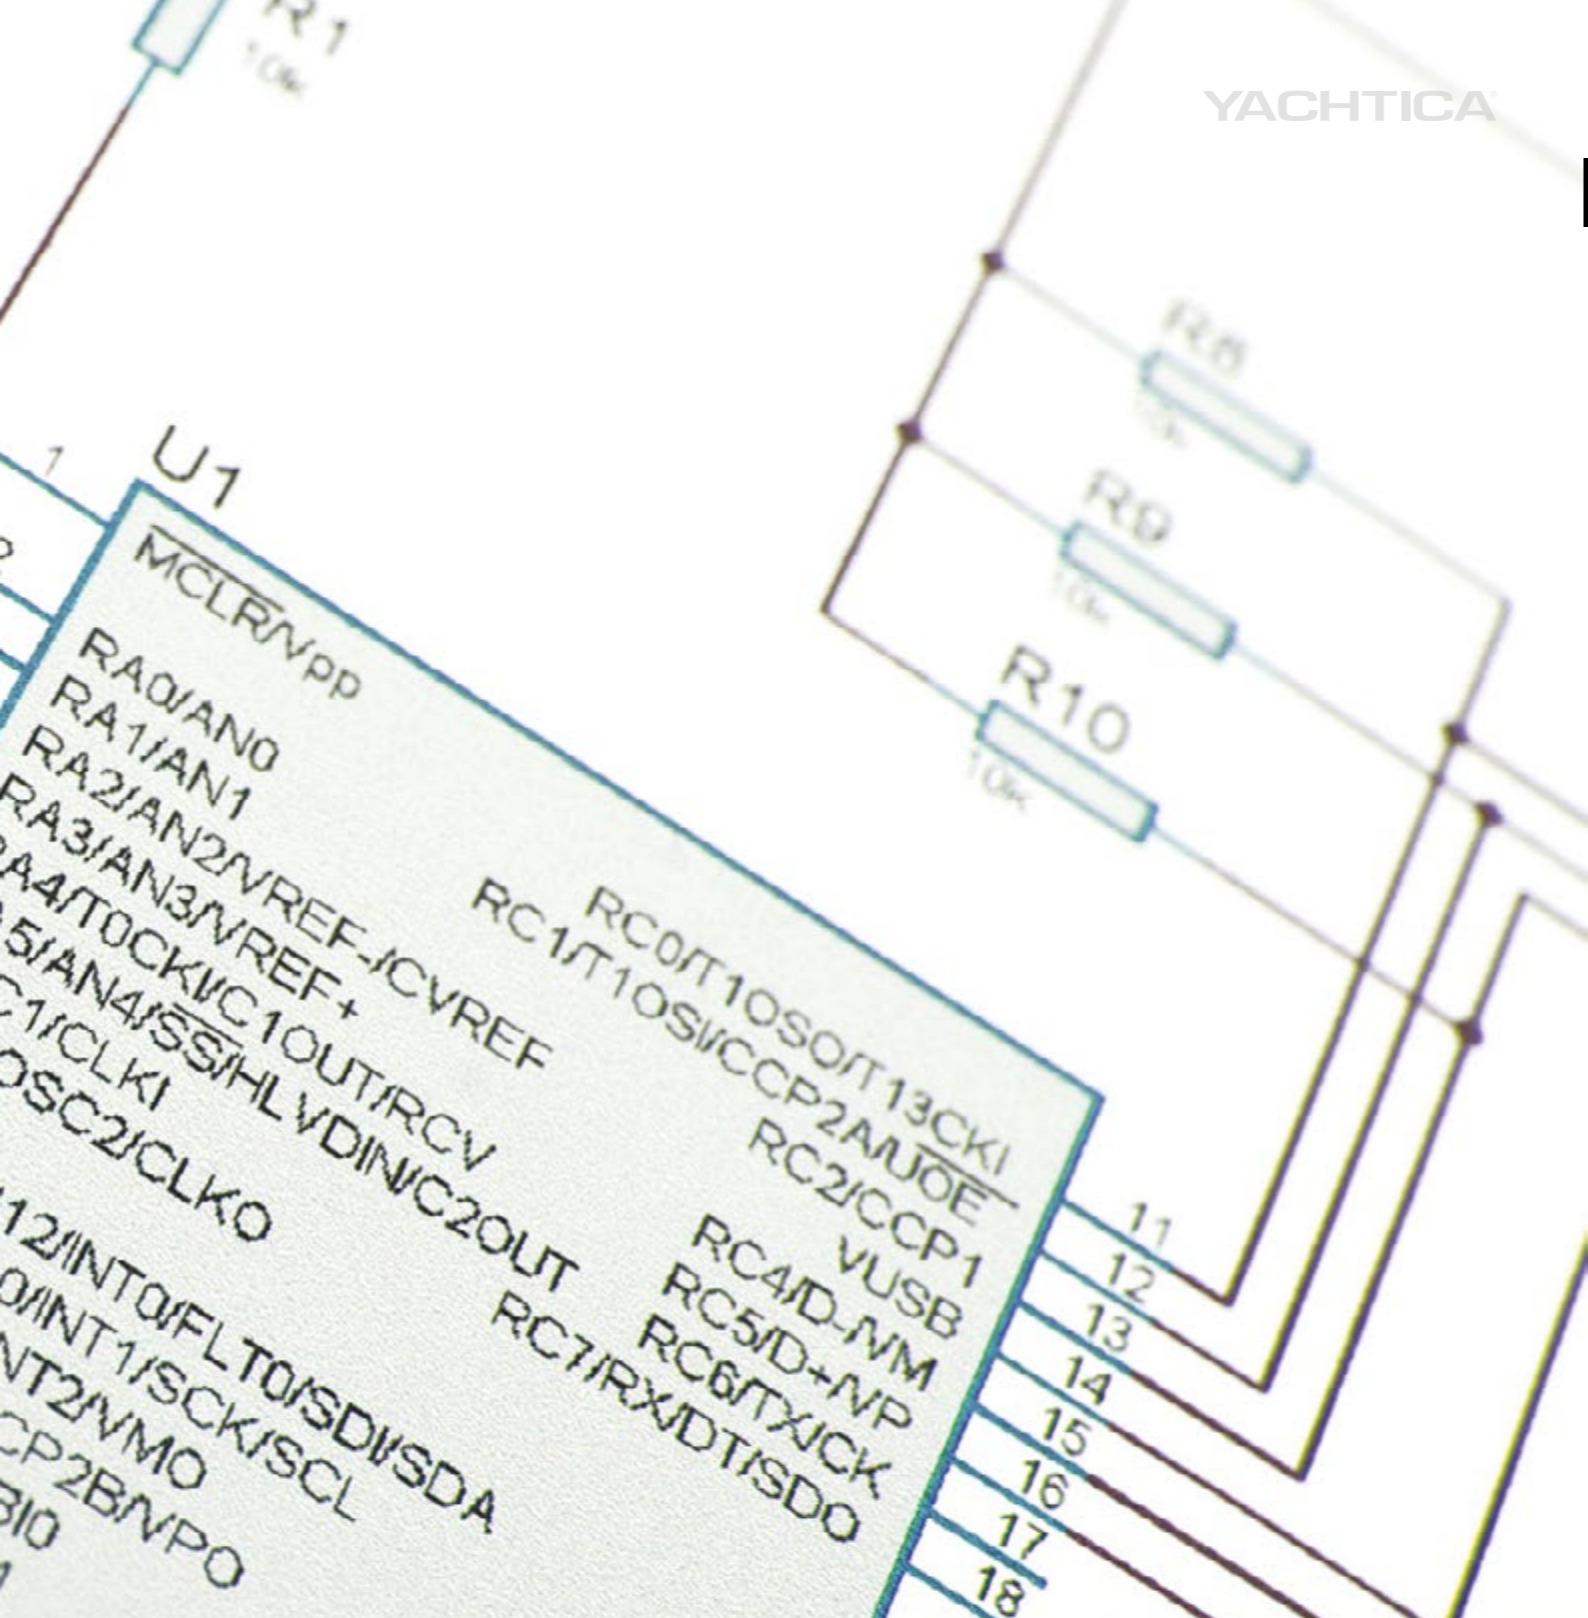 R1
10k
YACHTICA
R8
R9
10k
R10
10k
U1
1
2
MCLR/Vpp
RA0/AN0
RA1/AN1
RA2/AN2/VREF-/CVREF
RA3/AN3/VREF+
A4/T0CKI/C1OUT/RCV
5/AN4/SS/HLVDIN/C2OUT
C1/CLKI
OSC2/CLKO
12/INT0/FLT0/SDI/SDA
0/INT1/SCK/SCL
NT2/VMO
CP2B/VPO
BI0
RC0/T1OSO/T13CKI
RC1/T1OSI/CCP2A/UOE
RC2/CCP1
VUSB
RC4/D-/VM
RC5/D+/VP
RC6/TX/CK
RC7/RX/DT/SDO
11
12
13
14
15
16
17
18